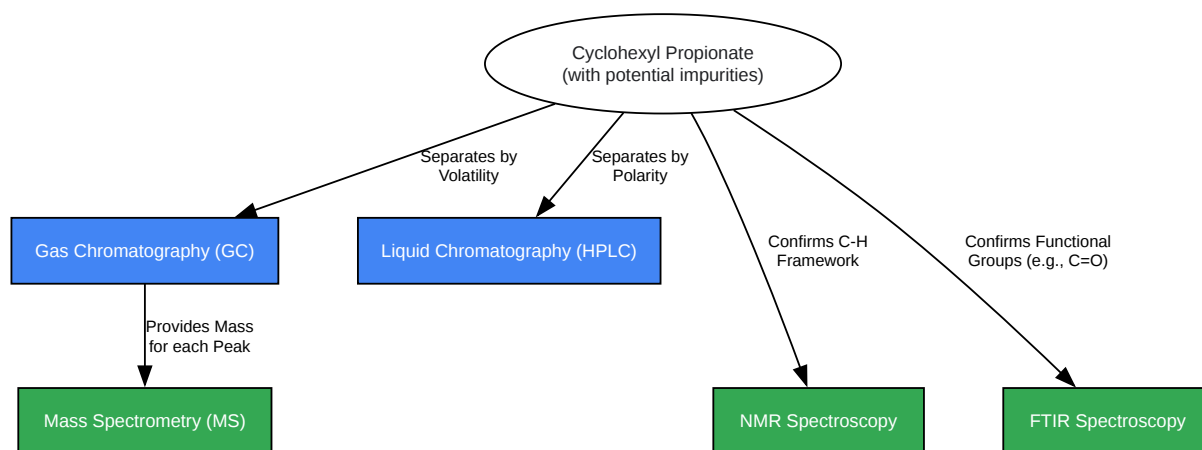 Cyclohexyl Propionate
(with potential impurities)
Separates by
Volatility
Separates by
Polarity
Gas Chromatography (GC)
Liquid Chromatography (HPLC)
Confirms C-H
Framework
Confirms Functional
Groups (e.g., C=O)
Provides Mass
for each Peak
Mass Spectrometry (MS)
NMR Spectroscopy
FTIR Spectroscopy